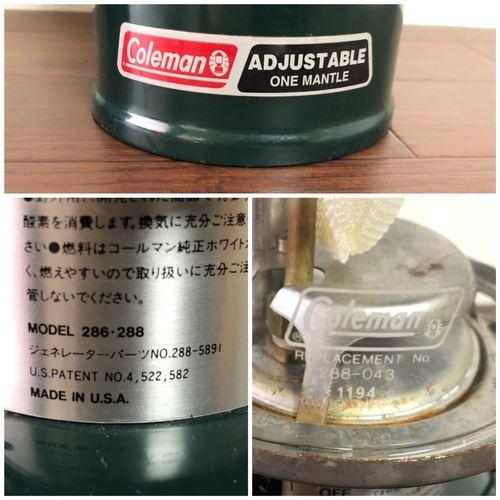 Coleman
ADJUSTABLE
ONE MANTLE
酸素を消費します。換気に充分ご注意
さい●燃料はコールマン純正ホワイトガ
く、燃えやすいので取り扱いに充分ご注
管しないでください。
MODEL 286・288
ジェネレーターパーツNO.288-5891
U.S.PATENT NO.4,522,582
MADE IN U.S.A.
Coleman
REPLACEMENT No
288-043
1194
OFF